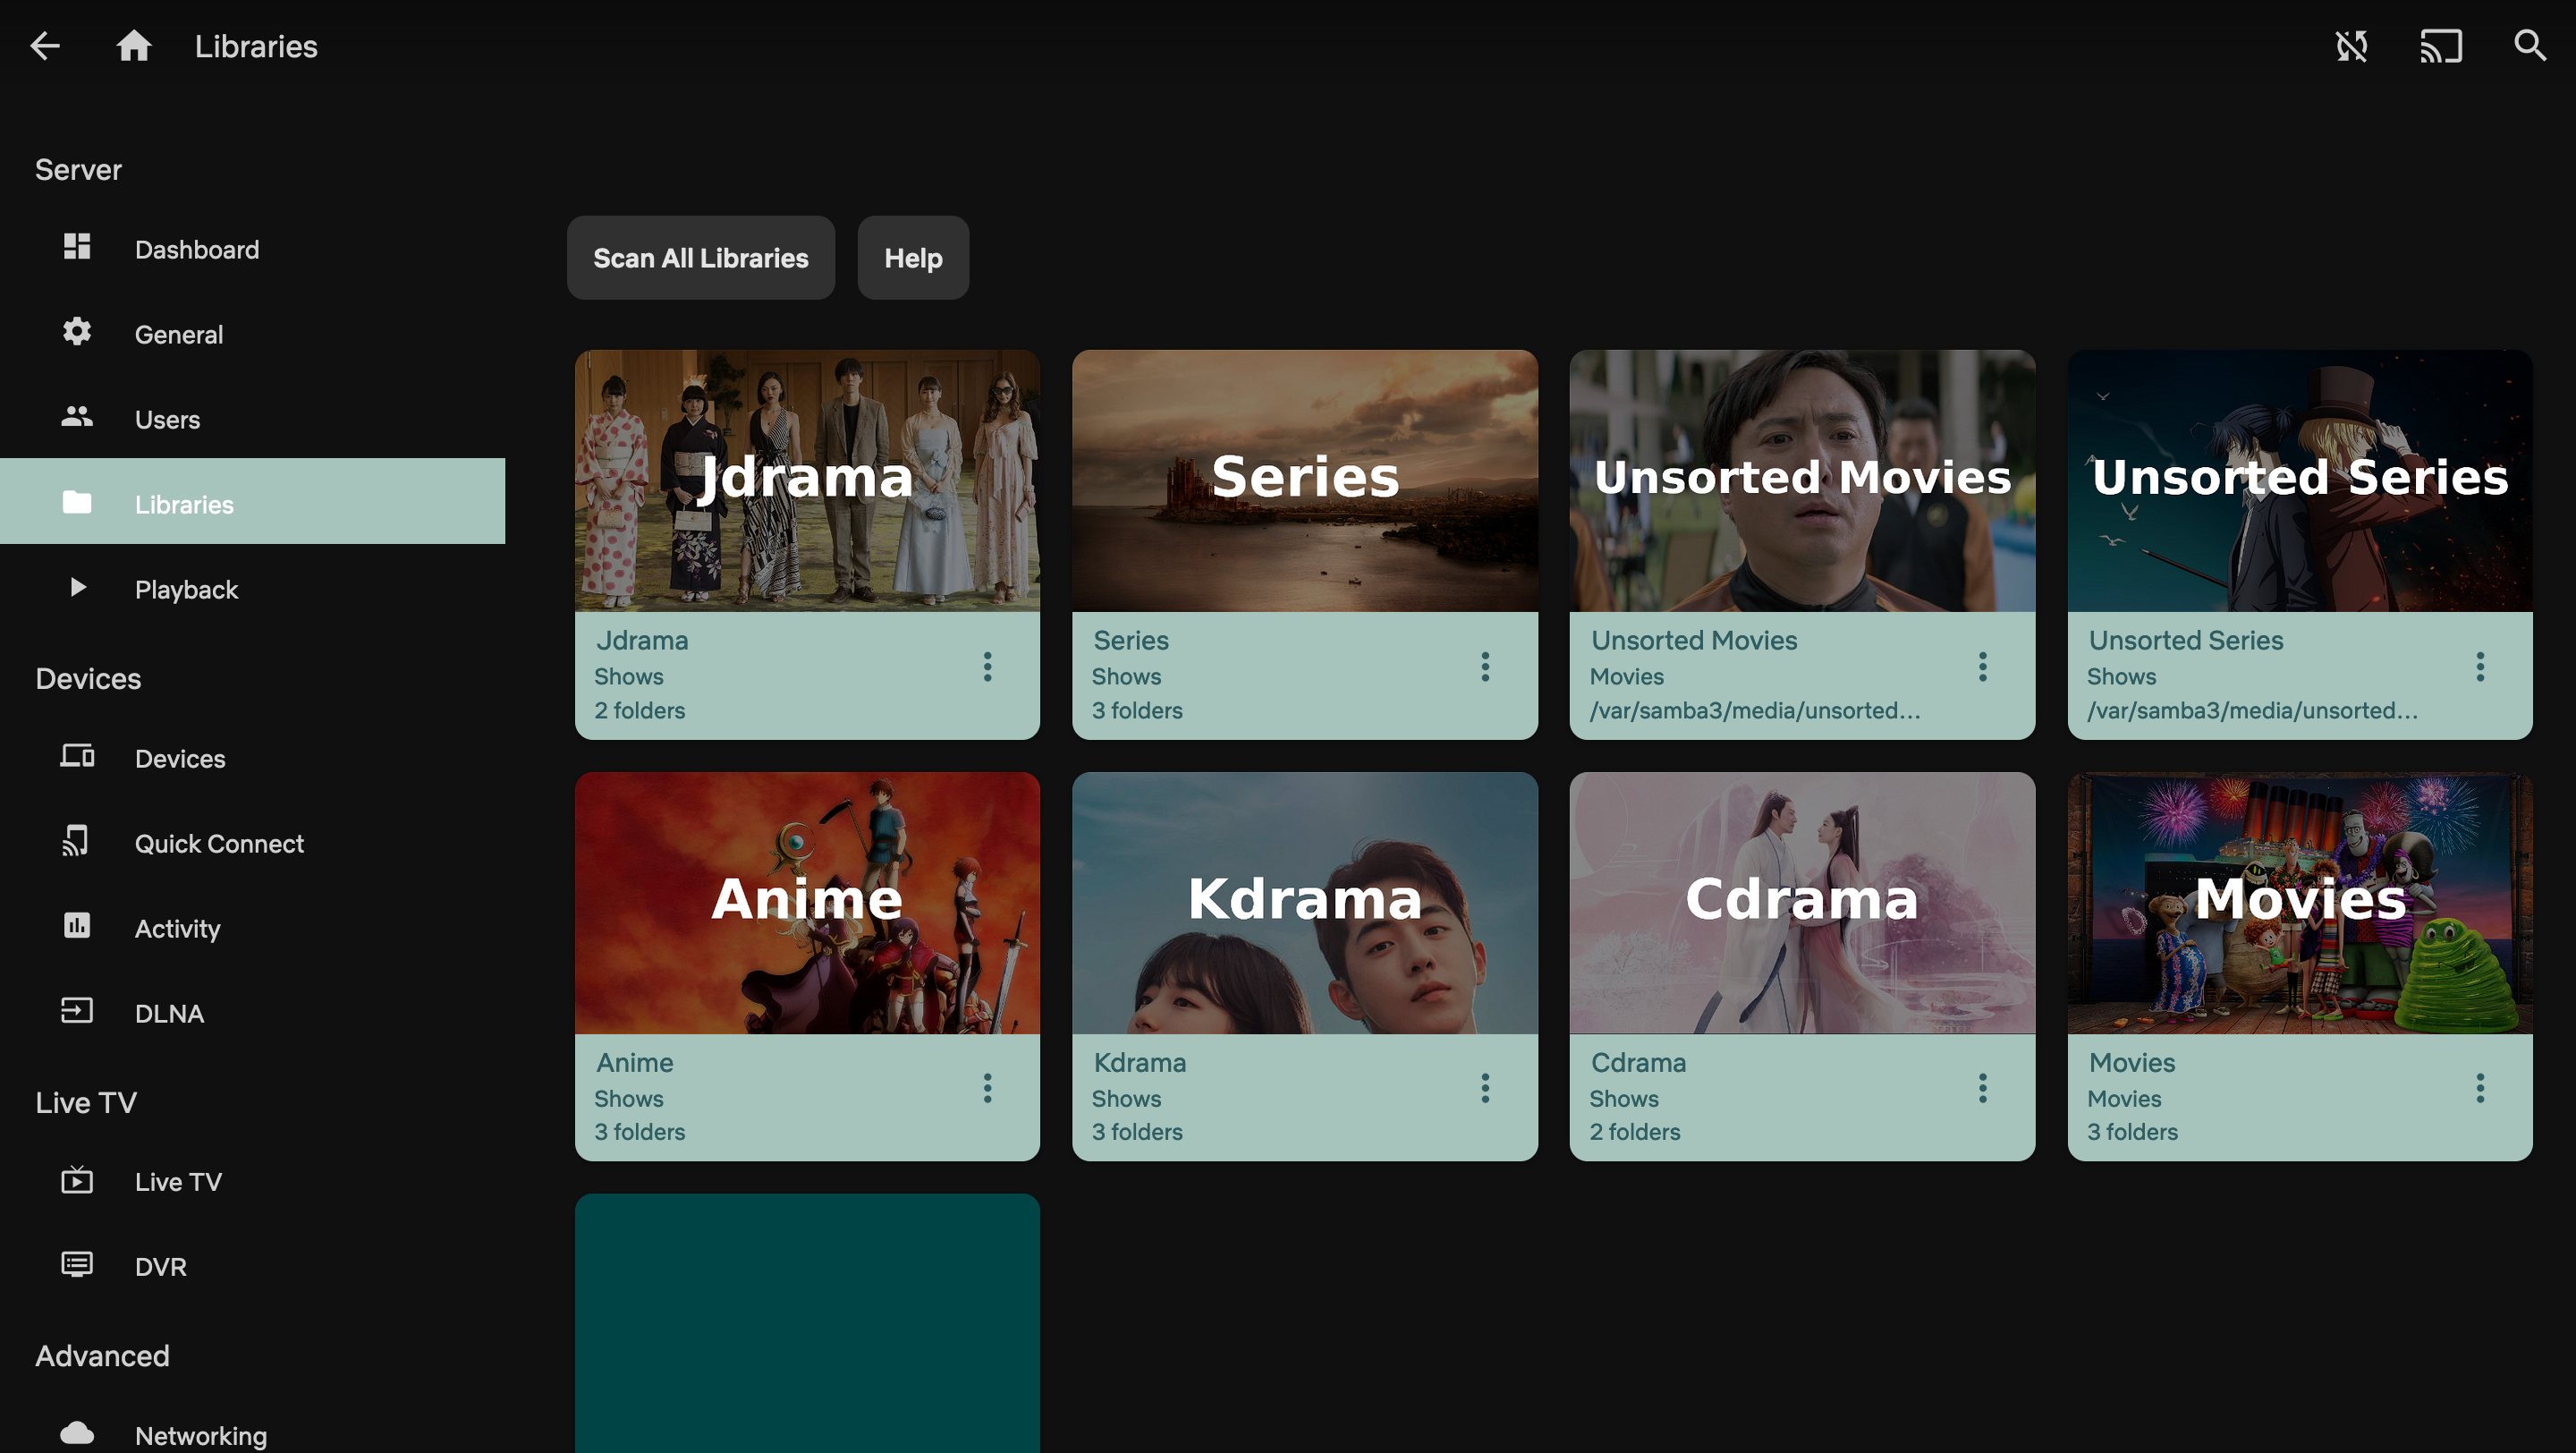 Libraries
Server
Dashboard
General
Users
Libraries
Playback
Devices
Devices
Quick Connect
Activity
DLNA
Live TV
Live TV
DVR
Advanced
Networking
Scan All Libraries
Help
Jdrama
Jdrama
Shows
2 folders
Series
Series
Shows
3 folders
Unsorted Movies
Unsorted Movies
Movies
/var/samba3/media/unsorted...
Unsorted Series
Unsorted Series
Shows
/var/samba3/media/unsorted...
Anime
Anime
Shows
3 folders
Kdrama
Kdrama
Shows
3 folders
Cdrama
Cdrama
Shows
2 folders
Movies
Movies
Movies
3 folders